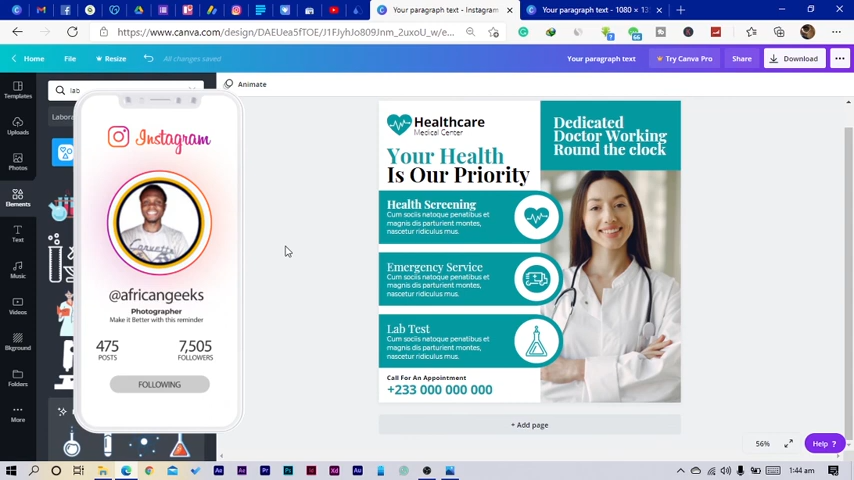 Your paragraph text - Instagram
Your paragraph text - 1080 × 13
https://www.canva.com/design/DAEUea5fTOE/J1FJyhJo809Jnm_2uxoU_w/e...
Home
File
Resize
All changes saved
Your paragraph text
Try Canva Pro
Share
Download
Templates
Uploads
Photos
Elements
Text
Music
Videos
Bkground
Folders
More
lab
Labora
Animate
Instagram
@africangeeks
Photographer
Make it Better with this reminder
475
POSTS
7,505
FOLLOWERS
FOLLOWING
Healthcare
Medical Center
Your Health
Is Our Priority
Dedicated
Doctor Working
Round the clock
Health Screening
Cum sociis natoque penatibus et
magnis dis parturient montes,
nascetur ridiculus mus.
Emergency Service
Cum sociis natoque penatibus et
magnis dis parturient montes,
nascetur ridiculus mus.
Lab Test
Cum sociis natoque penatibus et
magnis dis parturient montes,
nascetur ridiculus mus.
Call For An Appointment
+233 000 000 000
+ Add page
56%
Help ?
1:44 am